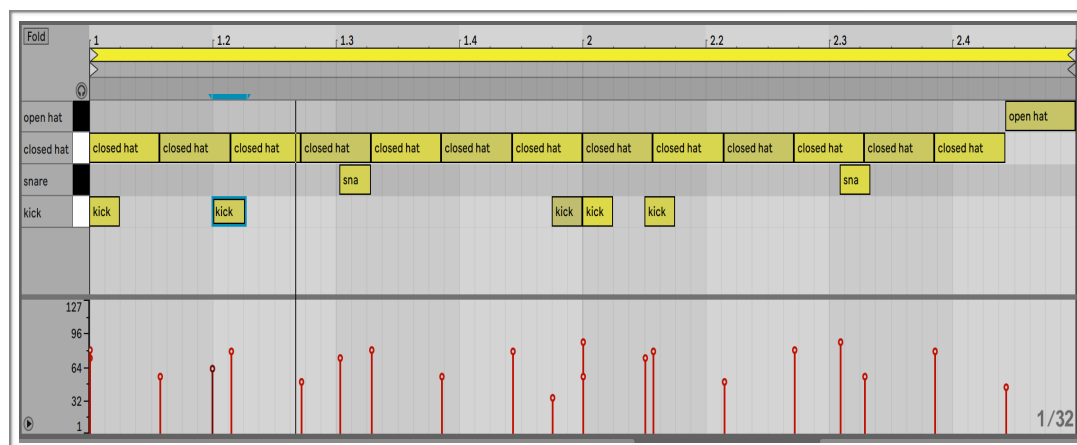 Fold
1 1.2 1.3 1.4 2 2.2 2.3 2.4
open hat open hat
closed hat closed hat closed hat closed hat closed hat closed hat closed hat closed hat closed hat closed hat closed hat closed hat closed hat closed hat
snare sna sna
kick kick kick kick kick kick
127
96
64
32
1
1/32